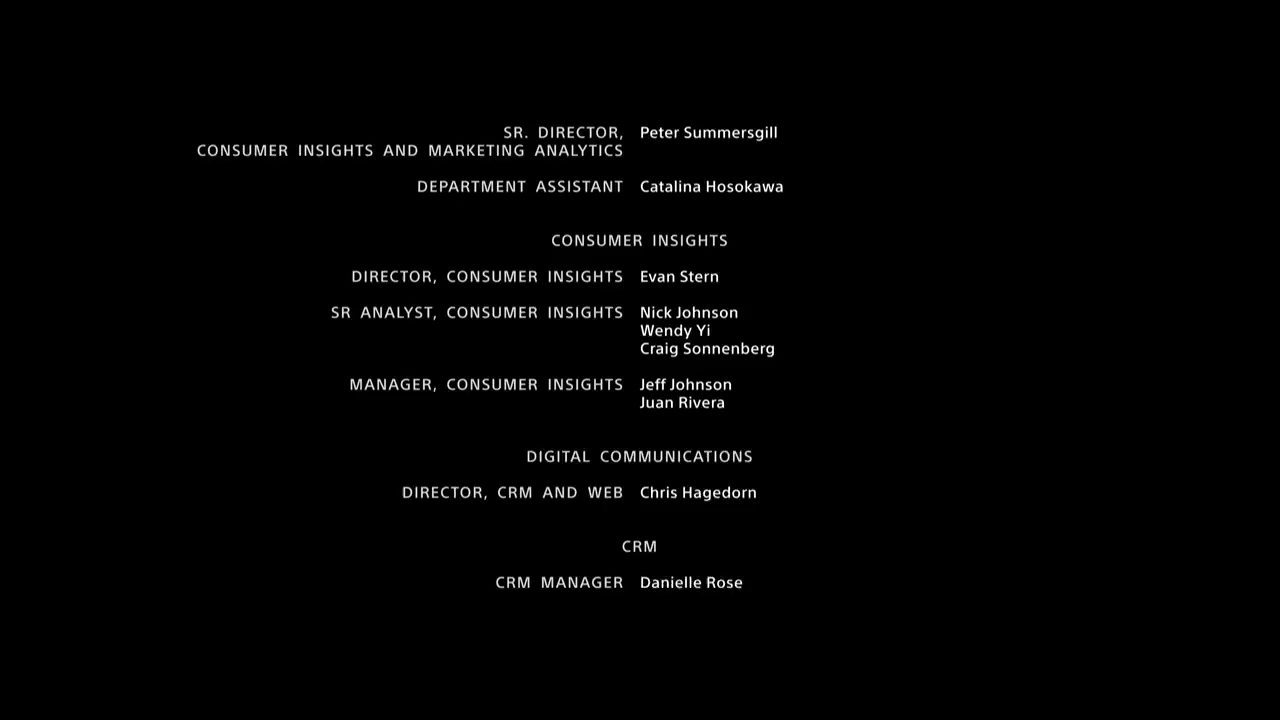 SR. DIRECTOR, Peter Summersgill
CONSUMER INSIGHTS AND MARKETING ANALYTICS
DEPARTMENT ASSISTANT Catalina Hosokawa
CONSUMER INSIGHTS
DIRECTOR, CONSUMER INSIGHTS Evan Stern
SR ANALYST, CONSUMER INSIGHTS Nick Johnson
Wendy Yi
Craig Sonnenberg
MANAGER, CONSUMER INSIGHTS Jeff Johnson
Juan Rivera
DIGITAL COMMUNICATIONS
DIRECTOR, CRM AND WEB Chris Hagedorn
CRM
CRM MANAGER Danielle Rose